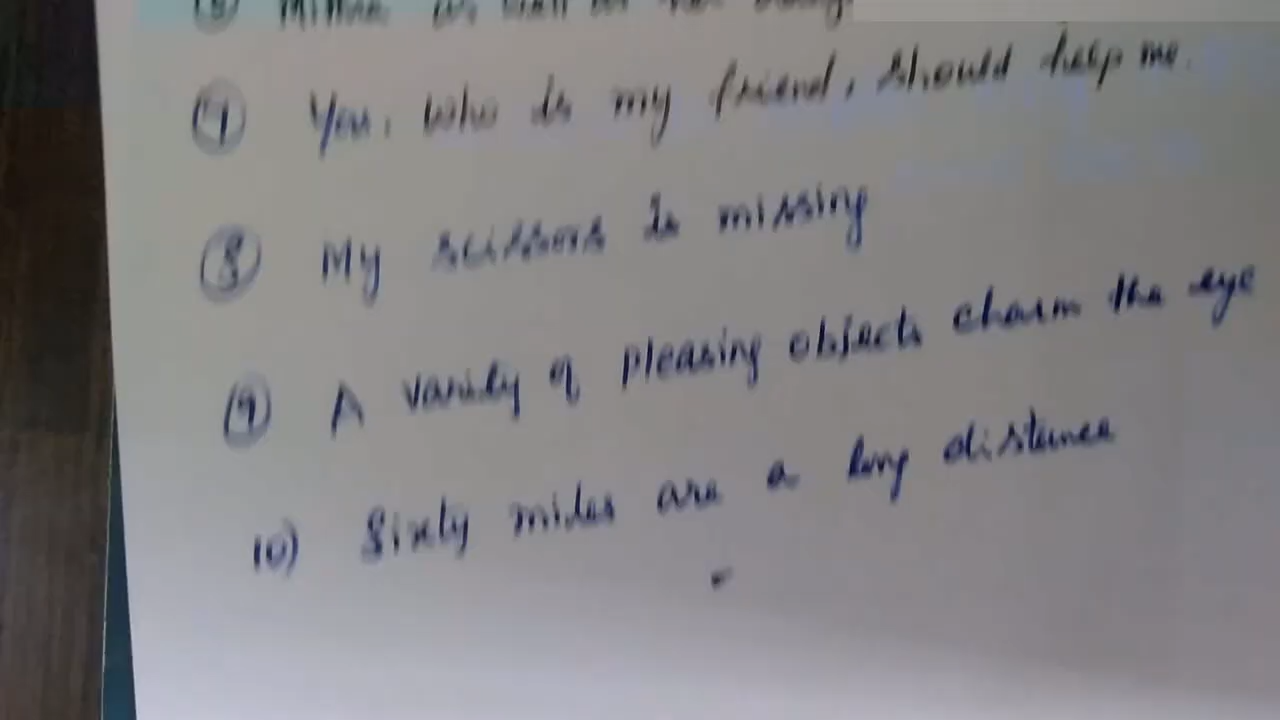 (7) You, who is my friend, should help me.
(8) My scissors is missing
(9) A variety of pleasing objects charm the eye
10) Sixty miles are a long distance